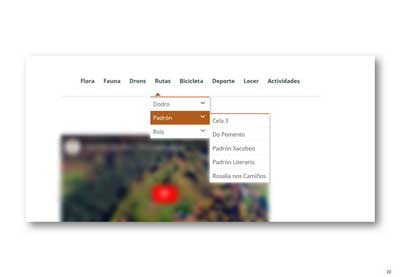 Flora Fauna Drons Rutas Bicicleta Deporte Lecer Actividades
Dodro
Padrón
Rois
Cela 3
Do Pemento
Padrón Xacobeo
Padrón Literario
Rosalía nos Camiños